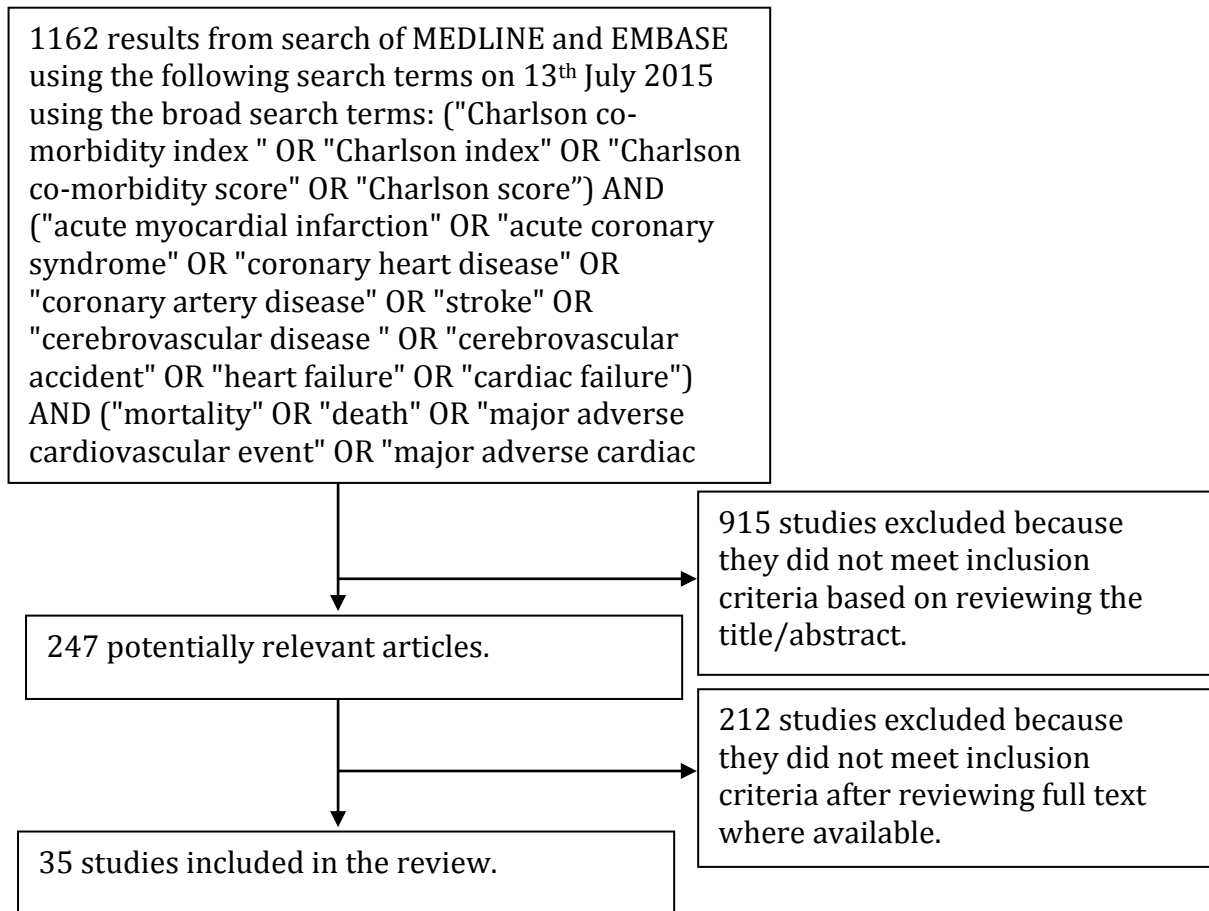 1162 results from search of MEDLINE and EMBASE
using the following search terms on 13th July 2015
using the broad search terms: ("Charlson co-
morbidity index " OR "Charlson index" OR "Charlson
co-morbidity score" OR "Charlson score”) AND
("acute myocardial infarction" OR "acute coronary
syndrome" OR "coronary heart disease" OR
"coronary artery disease" OR "stroke" OR
"cerebrovascular disease " OR "cerebrovascular
accident" OR "heart failure" OR "cardiac failure")
AND ("mortality" OR "death" OR "major adverse
cardiovascular event" OR "major adverse cardiac
915 studies excluded because
they did not meet inclusion
criteria based on reviewing the
title/abstract.
247 potentially relevant articles.
212 studies excluded because
they did not meet inclusion
criteria after reviewing full text
where available.
35 studies included in the review.